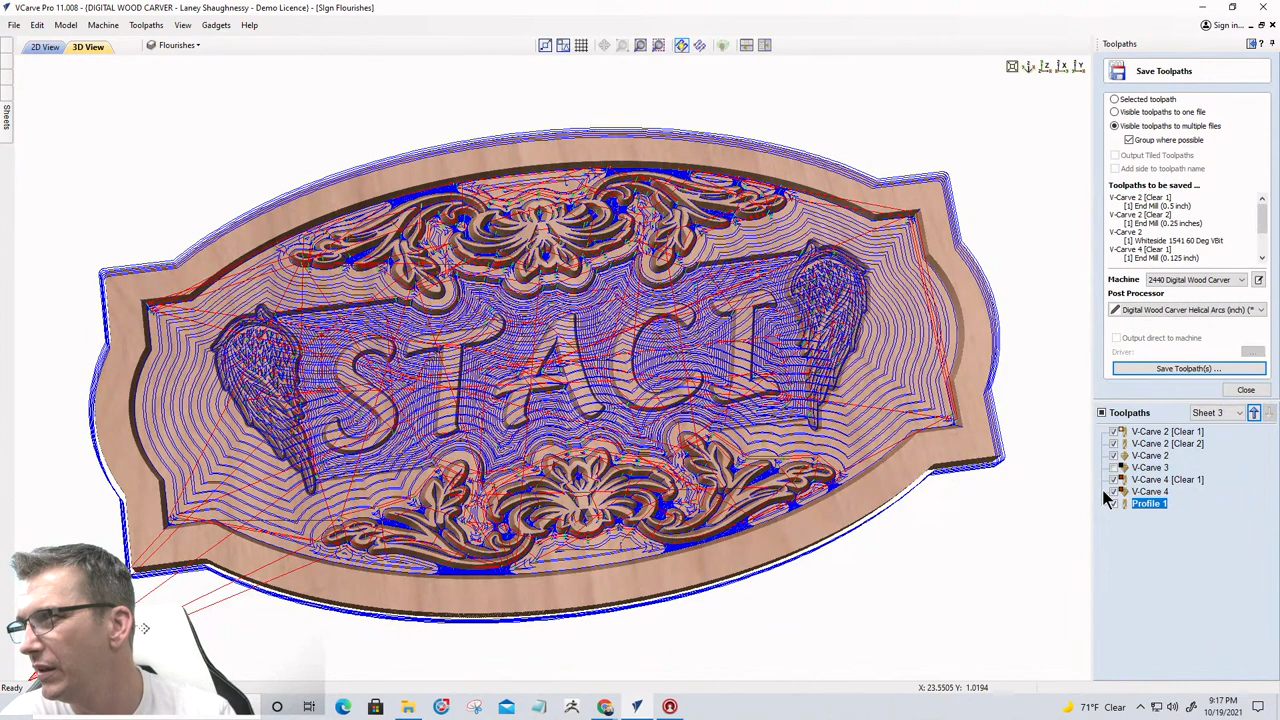 VCarve Pro 11.008 - {DIGITAL WOOD CARVER - Laney Shaughnessy - Demo Licence} - [SIgn Flourishes]
File Edit Model Machine Toolpaths View Gadgets Help
Sign in...
2D View 3D View Flourishes
Sheets
Z X Y
STACI
Toolpaths
Save Toolpaths
Selected toolpath
Visible toolpaths to one file
Visible toolpaths to multiple files
Group where possible
Output Tiled Toolpaths
Add side to toolpath name
Toolpaths to be saved ...
V-Carve 2 [Clear 1]
[1] End Mill (0.5 inch)
V-Carve 2 [Clear 2]
[1] End Mill (0.25 inches)
V-Carve 2
[1] Whiteside 1541 60 Deg VBit
V-Carve 4 [Clear 1]
[1] End Mill (0.125 inch)
Machine 2440 Digital Wood Carver
Post Processor
Digital Wood Carver Helical Arcs (inch) (*
Output direct to machine
Driver: ...
Save Toolpath(s) ...
Close
Toolpaths Sheet 3
V-Carve 2 [Clear 1]
V-Carve 2 [Clear 2]
V-Carve 2
V-Carve 3
V-Carve 4 [Clear 1]
V-Carve 4
Profile 1
Ready
X: 23.5505 Y: 1.0194
71°F Clear
9:17 PM
10/19/2021